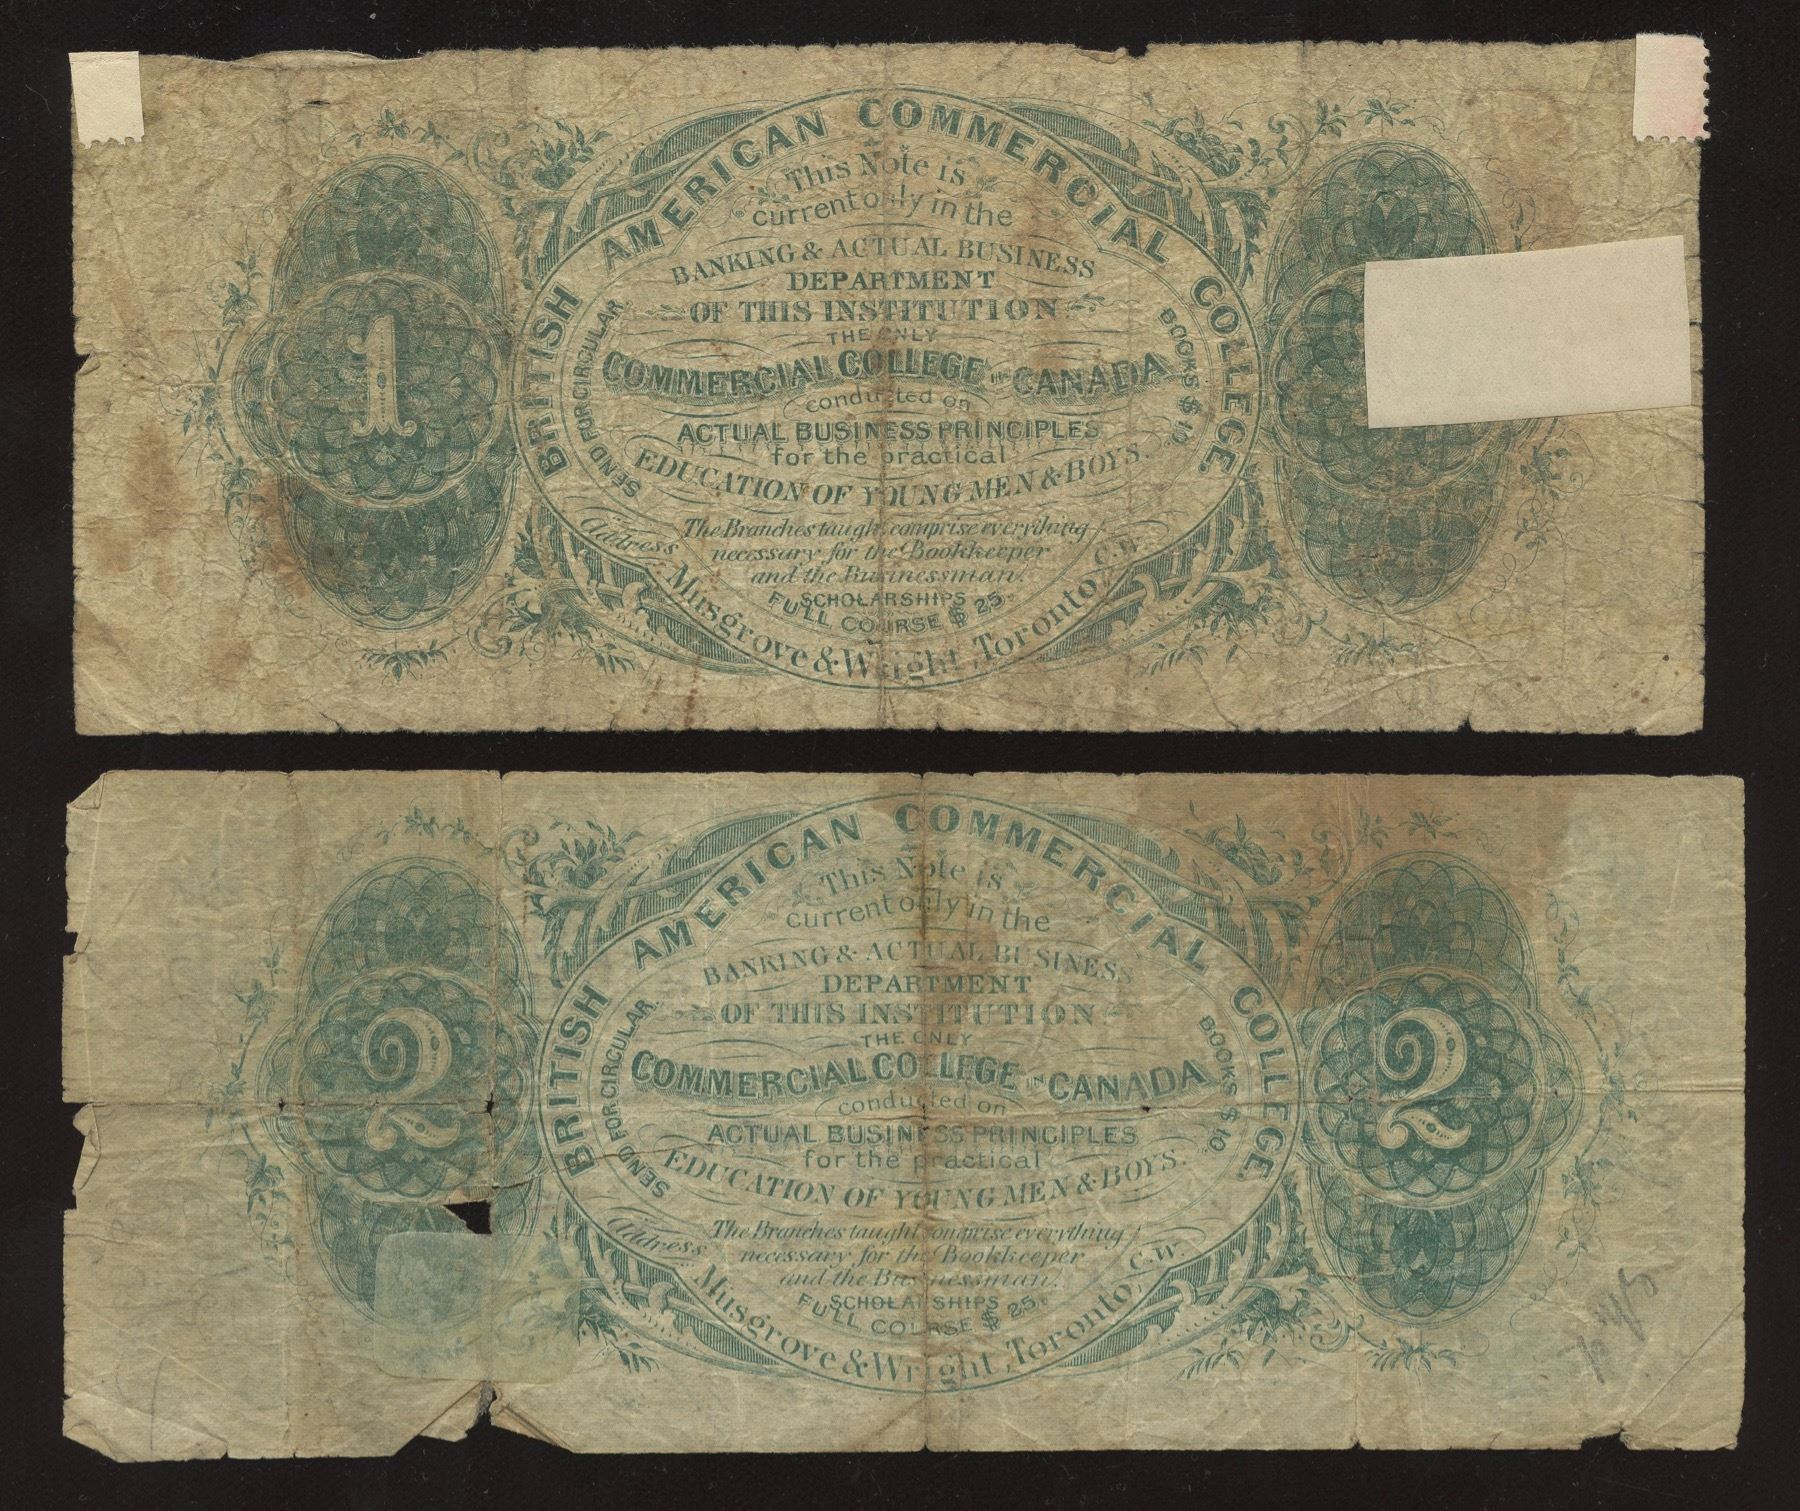 BRITISH AMERICAN COMMERCIAL COLLEGE.
This Note is
current only in the
BANKING & ACTUAL BUSINESS
DEPARTMENT
OF THIS INSTITUTION
THE ONLY
COMMERCIAL COLLEGE IN CANADA
conducted on
ACTUAL BUSINESS PRINCIPLES
for the practical
EDUCATION OF YOUNG MEN & BOYS.
The Branches taught comprise everything
necessary for the Bookkeeper
and the Businessman.
SCHOLARSHIPS
FULL COURSE $25.
SEND FOR CIRCULAR
BOOKS $10.
Address
Musgrove & Wright, Toronto, C.W.
1
BRITISH AMERICAN COMMERCIAL COLLEGE.
This Note is
current only in the
BANKING & ACTUAL BUSINESS
DEPARTMENT
OF THIS INSTITUTION
THE ONLY
COMMERCIAL COLLEGE IN CANADA
conducted on
ACTUAL BUSINESS PRINCIPLES
for the practical
EDUCATION OF YOUNG MEN & BOYS.
The Branches taught comprise everything
necessary for the Bookkeeper
and the Businessman.
SCHOLARSHIPS
FULL COURSE $25.
SEND FOR CIRCULAR
BOOKS $10.
Address
Musgrove & Wright, Toronto, C.W.
2
2